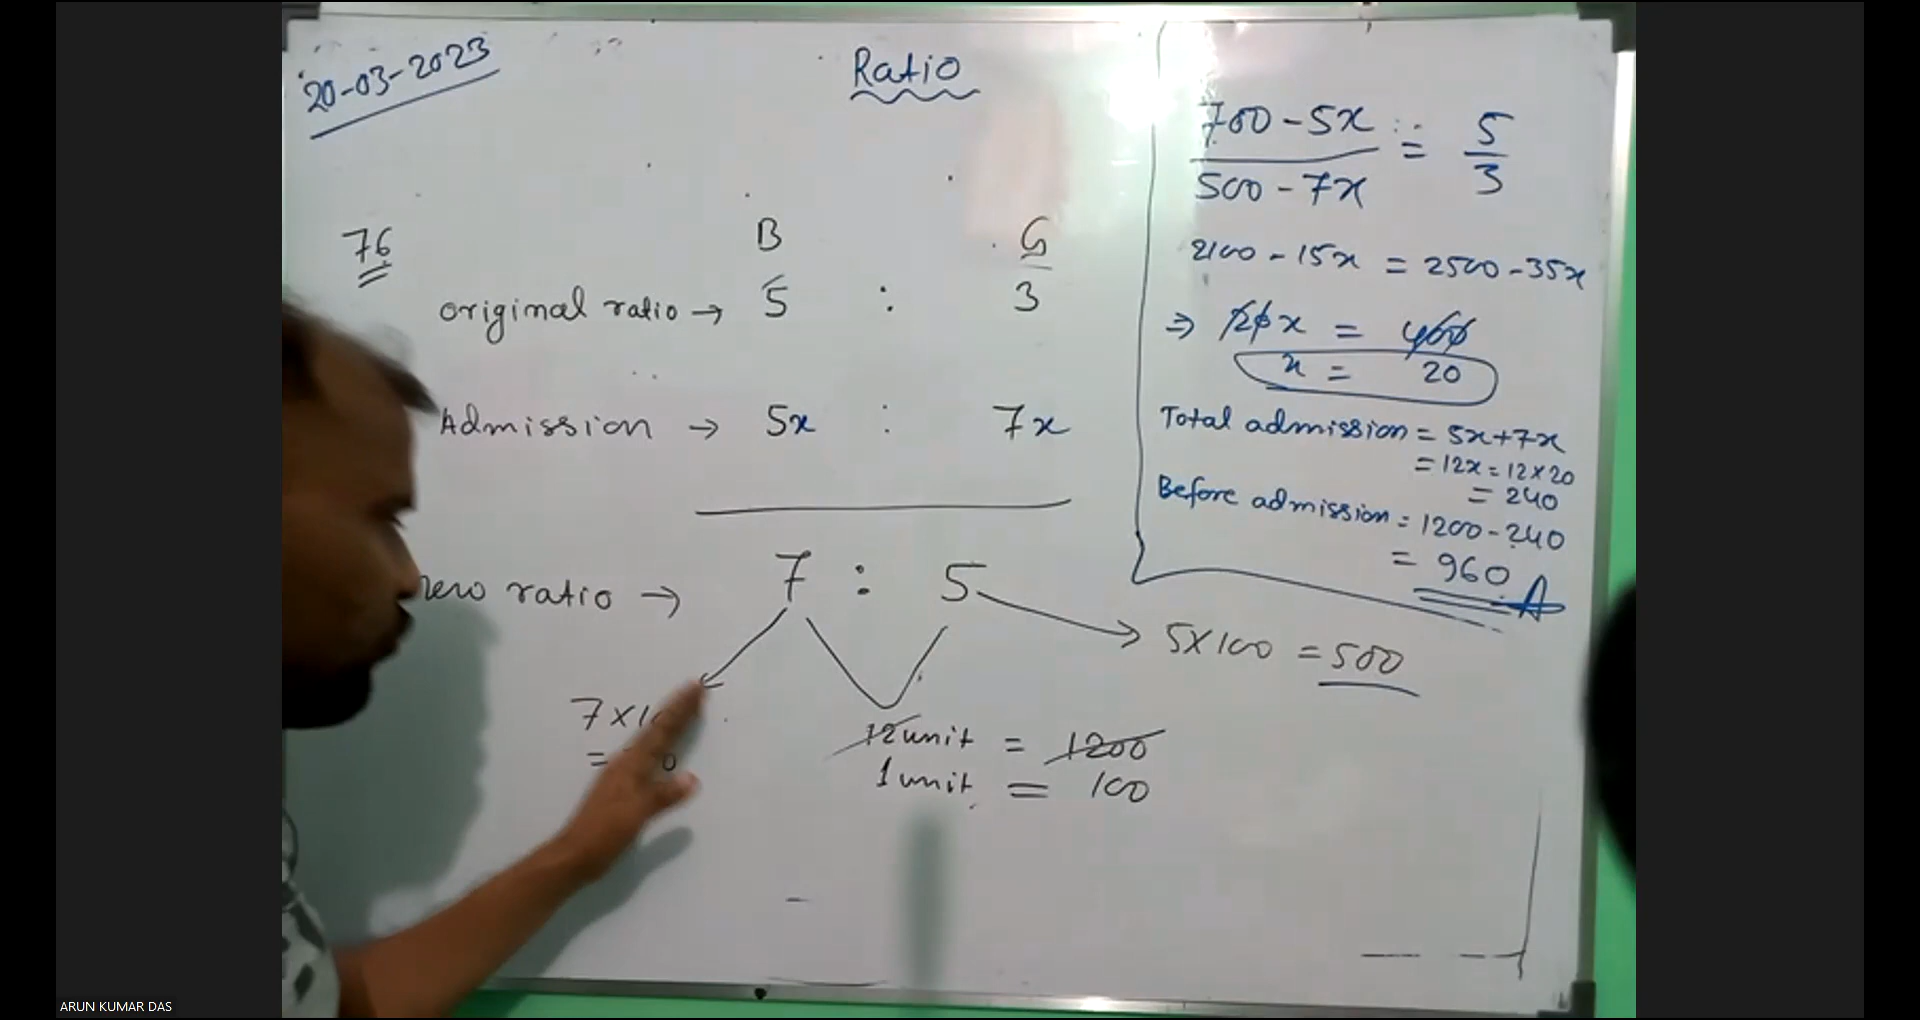 20-03-2023
Ratio
76
B G
original ratio → 5 : 3
Admission → 5x : 7x
new ratio → 7 : 5
5×100 = 500
7×1
=
12unit = 1200
1unit = 100
700-5x / 500-7x = 5/3
2100-15x = 2500-35x
⇒ 20x = 400
x = 20
Total admission = 5x+7x
= 12x = 12×20
= 240
Before admission = 1200-240
= 960 A
ARUN KUMAR DAS